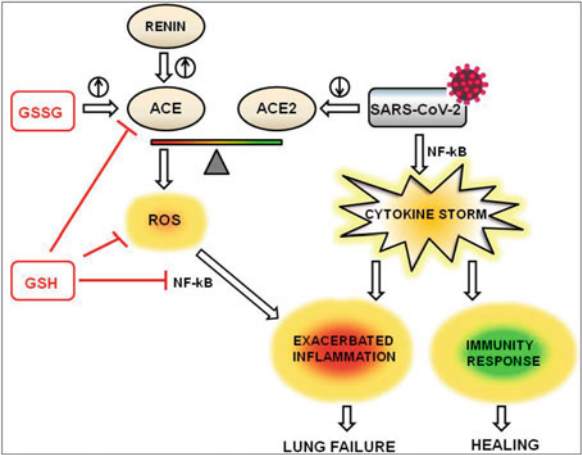 RENIN
GSSG
ACE
ACE2
SARS-CoV-2
NF-kB
ROS
CYTOKINE STORM
GSH
NF-kB
EXACERBATED
INFLAMMATION
IMMUNITY
RESPONSE
LUNG FAILURE
HEALING